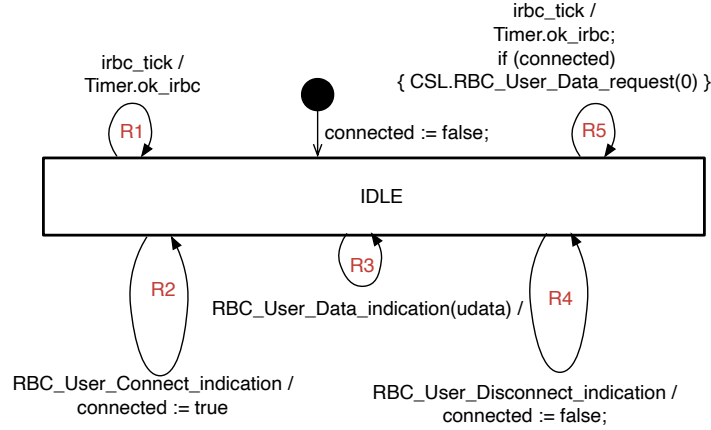 irbc_tick /
Timer.ok_irbc
R1
connected := false;
irbc_tick /
Timer.ok_irbc;
if (connected)
{ CSL.RBC_User_Data_request(0) }
R5
IDLE
R2
RBC_User_Connect_indication /
connected := true
R3
RBC_User_Data_indication(udata) /
R4
RBC_User_Disconnect_indication /
connected := false;